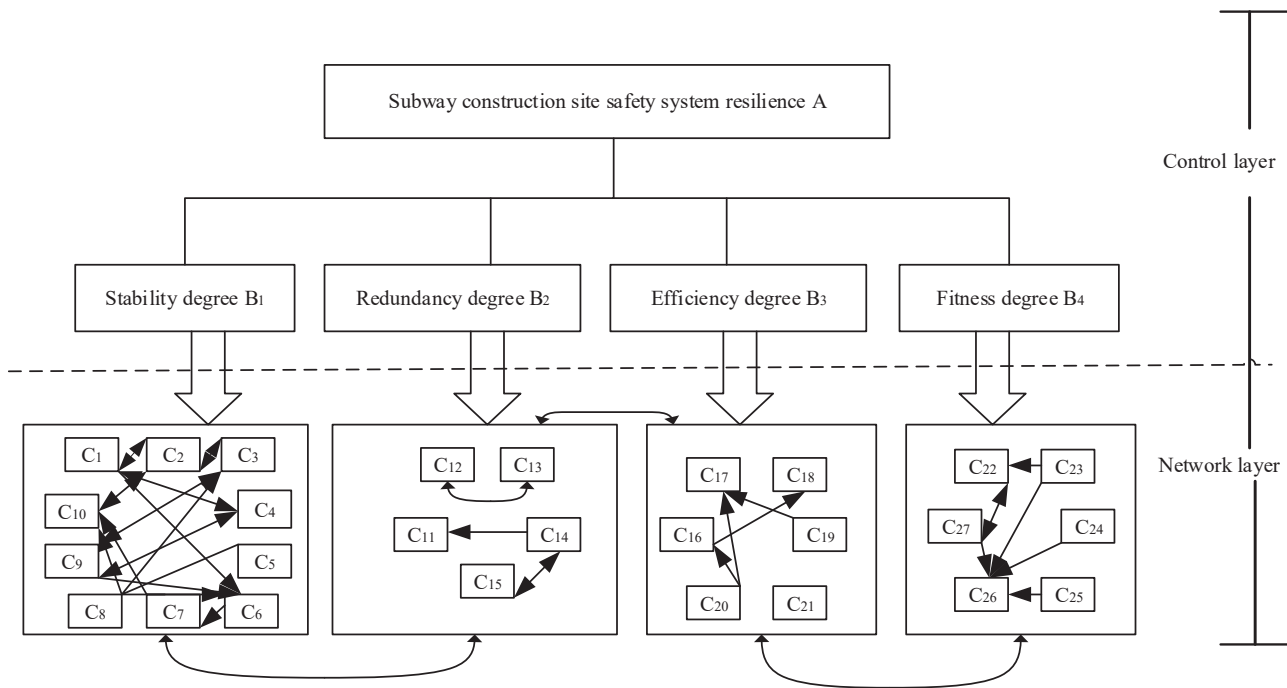 Subway construction site safety system resilience A
Control layer
Stability degree B1
Redundancy degree B2
Efficiency degree B3
Fitness degree B4
Network layer
C1 C2 C3
C10 C4
C9 C5
C8 C7 C6
C12 C13
C11 C14
C15
C17 C18
C16 C19
C20 C21
C22 C23
C27 C24
C26 C25